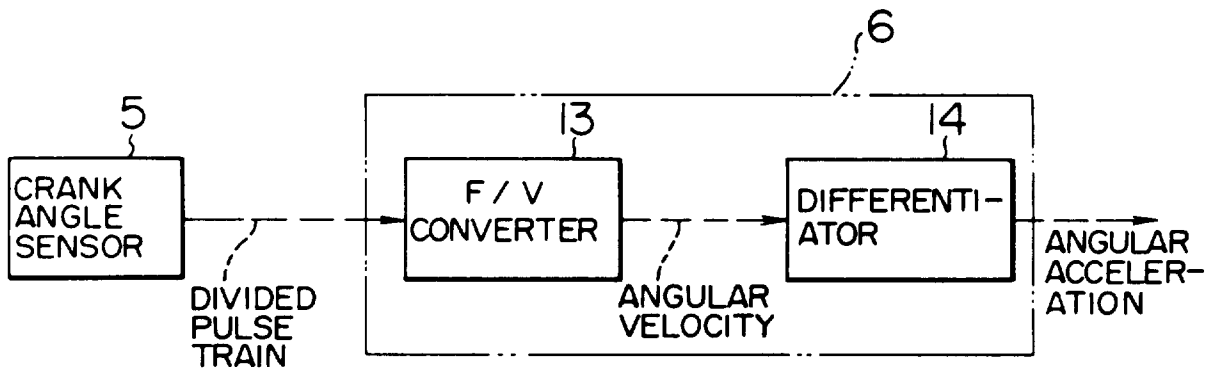 6
5
13
14
CRANK
ANGLE
SENSOR
F / V
CONVERTER
DIFFERENTI-
ATOR
DIVIDED
PULSE
TRAIN
ANGULAR
VELOCITY
ANGULAR
ACCELER-
ATION